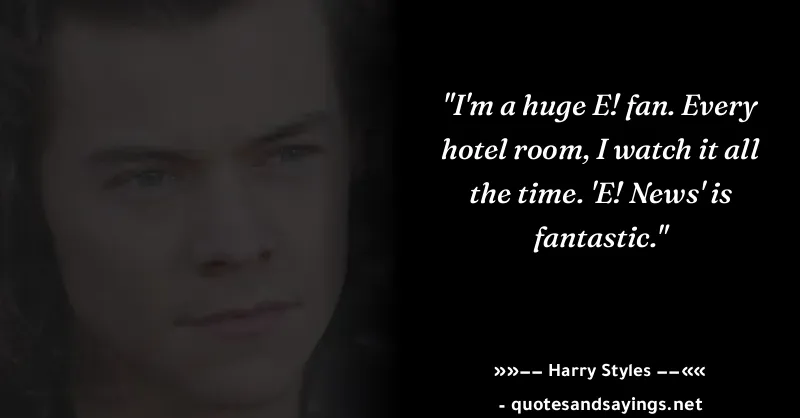 "I'm a huge E! fan. Every
hotel room, I watch it all
the time. 'E! News' is
fantastic."
»»−− Harry Styles −−««
- quotesandsayings.net